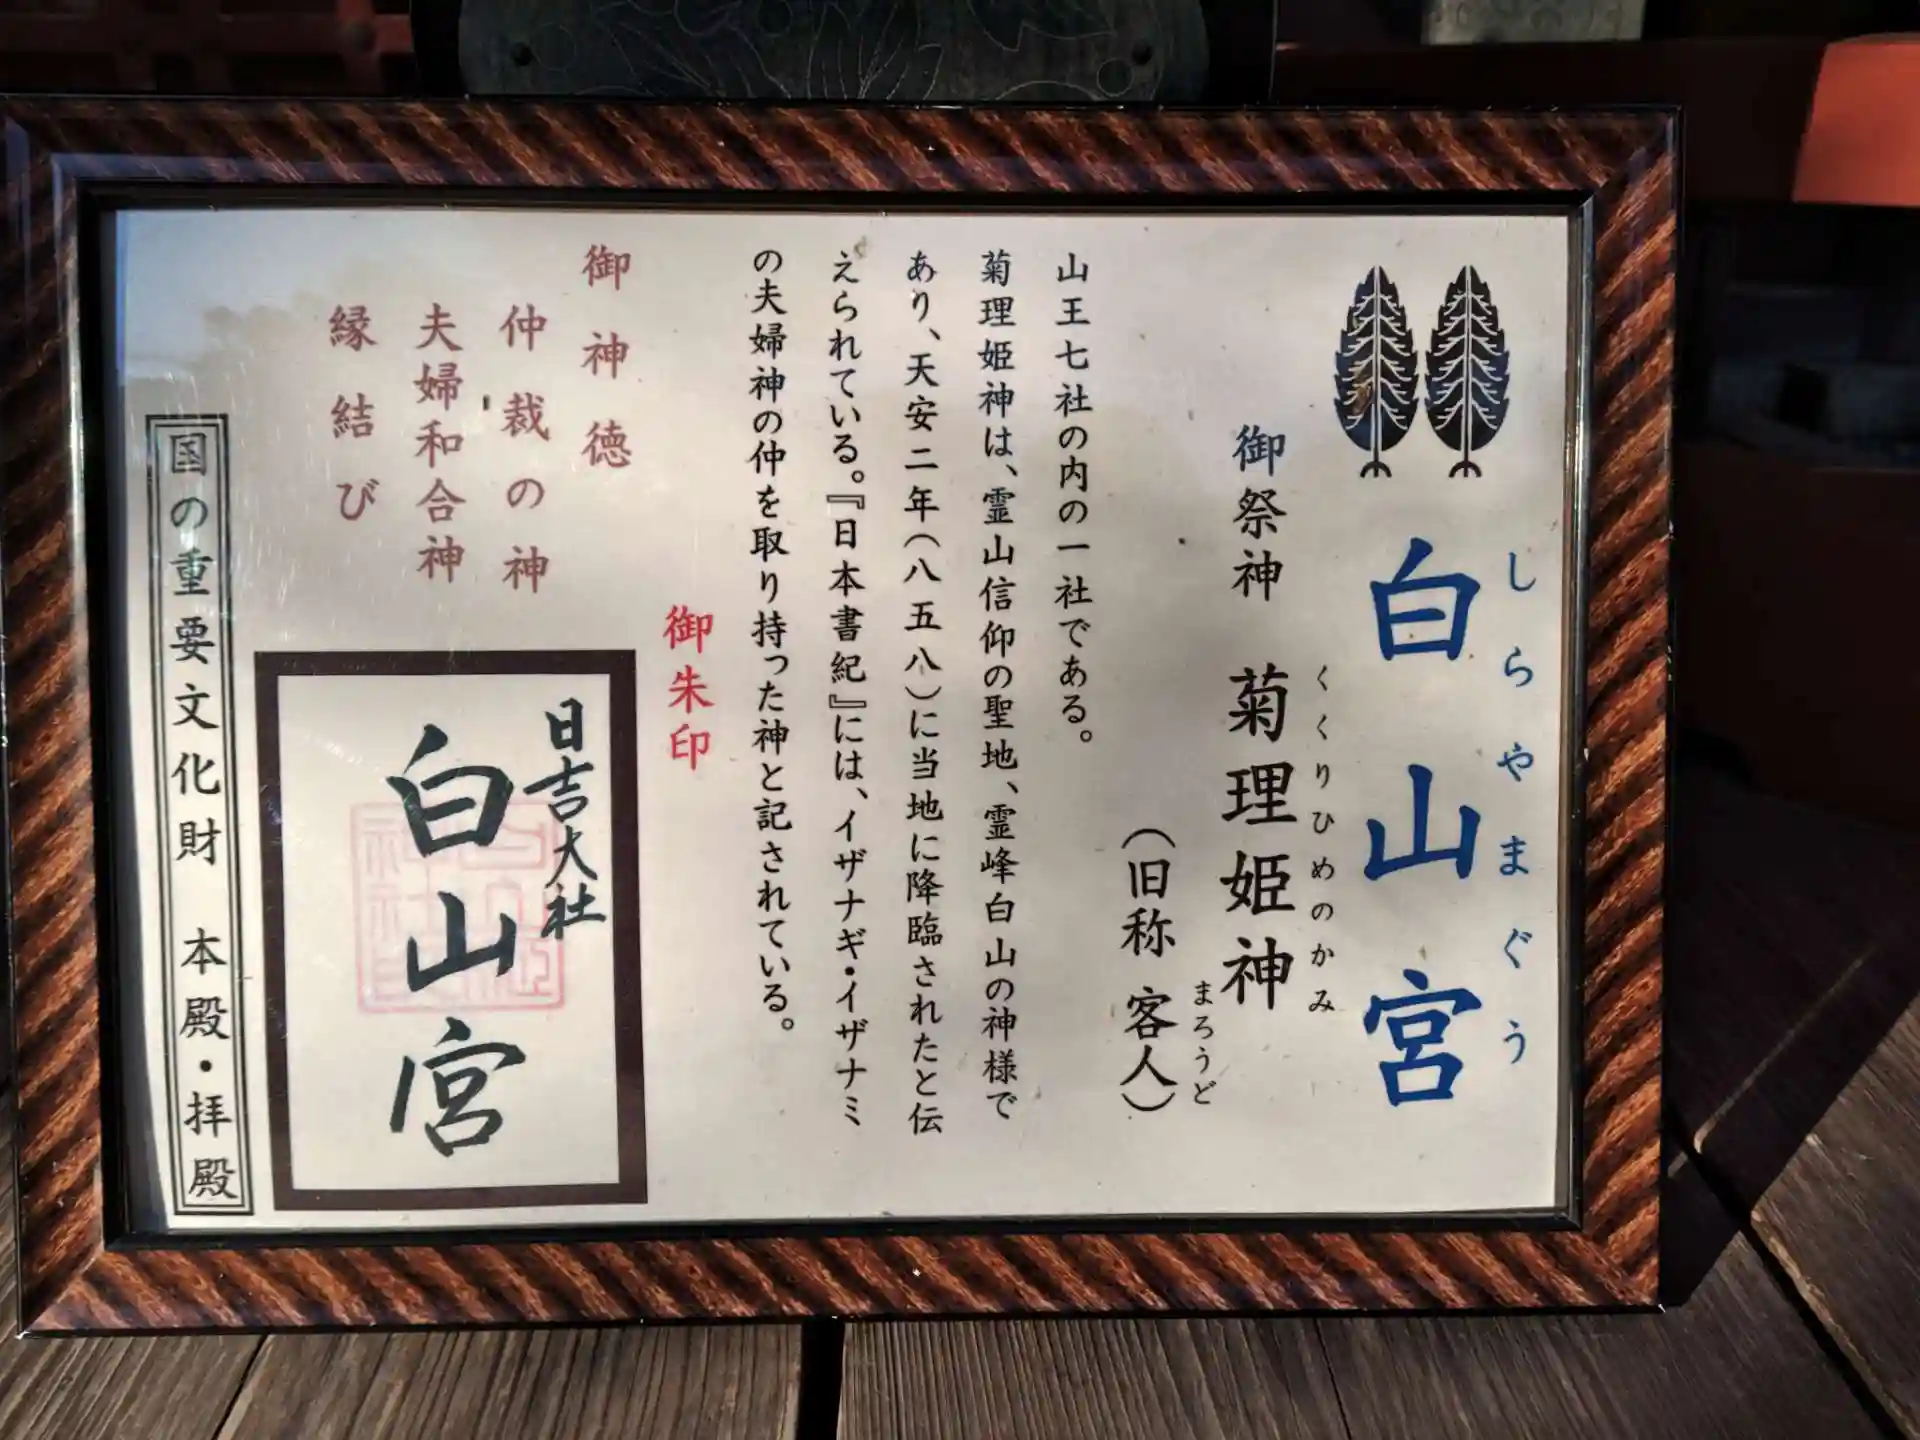 しらやまぐう
白山宮
くくりひめのかみ
御祭神 菊理姫神
まろうど
（旧称 客人）
山王七社の内の一社である。
菊理姫神は、霊山信仰の聖地、霊峰白山の神様で
あり、天安二年（八五八）に当地に降臨されたと伝
えられている。『日本書紀』には、イザナギ・イザナミ
の夫婦神の仲を取り持った神と記されている。
御朱印
御神徳
仲裁の神
夫婦和合神
縁結び
日吉大社
白山宮
国の重要文化財 本殿・拝殿